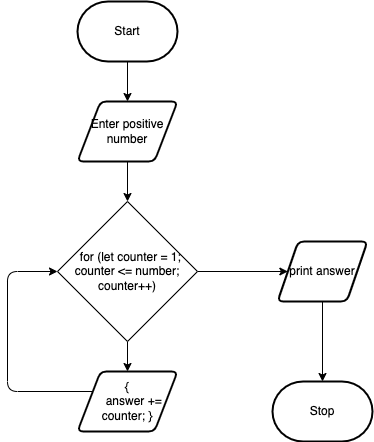 Start
Enter positive
number
for (let counter = 1;
counter <= number;
counter++)
print answer
{
answer +=
counter; }
Stop